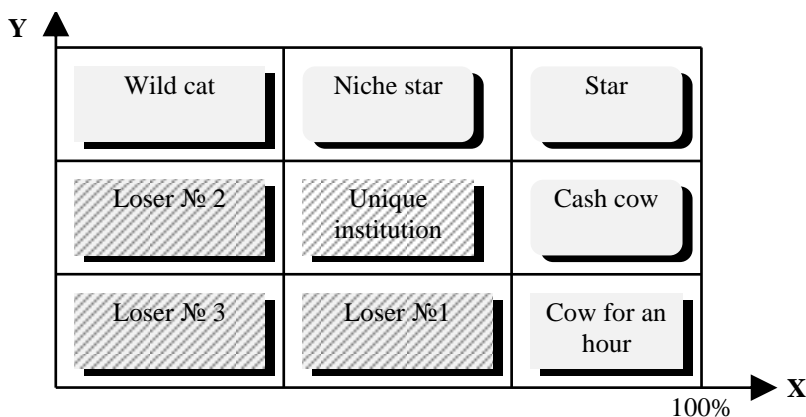 Y
Wild cat
Niche star
Star
Loser № 2
Unique
institution
Cash cow
Loser № 3
Loser №1
Cow for an
hour
X
100%